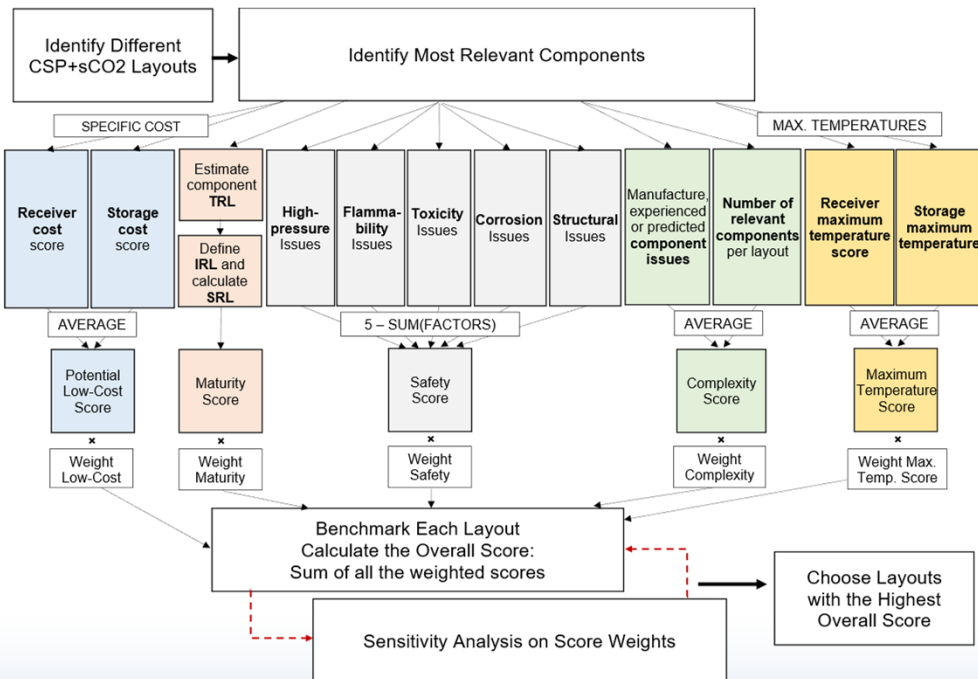 Identify Different
CSP+sCO2 Layouts
Identify Most Relevant Components
SPECIFIC COST
MAX. TEMPERATURES
Receiver
cost
score
Storage
cost
score
Estimate
component
TRL
Define
IRL and
calculate
SRL
High-
pressure
Issues
Flamma-
bility
Issues
Toxicity
Issues
Corrosion
Issues
Structural
Issues
Manufacture,
experienced
or predicted
component
issues
Number of
relevant
components
per layout
Receiver
maximum
temperature
score
Storage
maximum
temperature
AVERAGE
5 – SUM(FACTORS)
AVERAGE
AVERAGE
Potential
Low-Cost
Score
Maturity
Score
Safety
Score
Complexity
Score
Maximum
Temperature
Score
×
×
×
×
×
Weight
Low-Cost
Weight
Maturity
Weight
Safety
Weight
Complexity
Weight Max.
Temp. Score
Benchmark Each Layout
Calculate the Overall Score:
Sum of all the weighted scores
Choose Layouts
with the Highest
Overall Score
Sensitivity Analysis on Score Weights